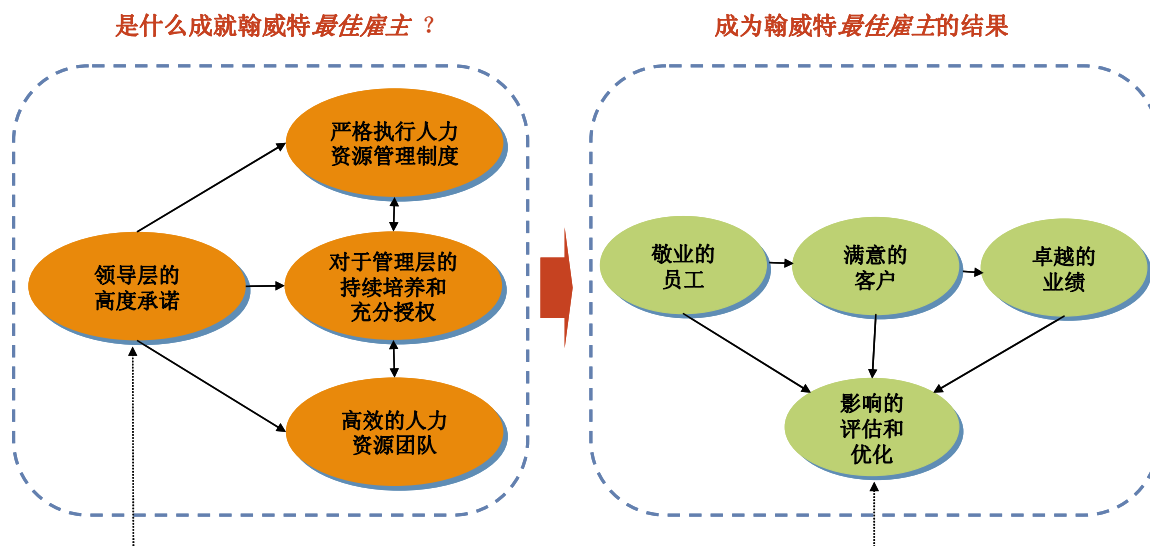 是什么成就翰威特最佳雇主 ？
成为翰威特最佳雇主的结果
严格执行人力
资源管理制度
领导层的
高度承诺
对于管理层的
持续培养和
充分授权
高效的人力
资源团队
敬业的
员工
满意的
客户
卓越的
业绩
影响的
评估和
优化